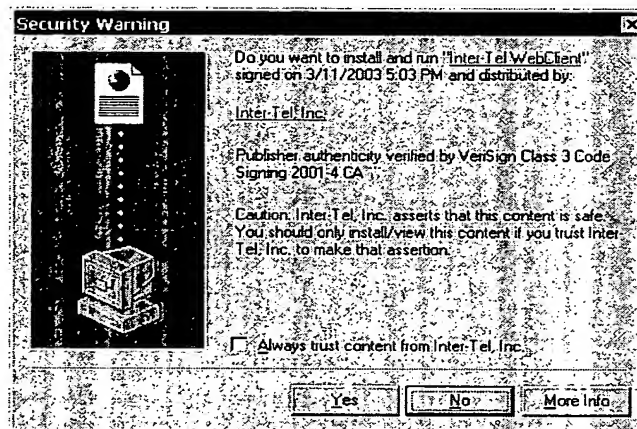 Security Warning
Do you want to install and run "Inter-Tel WebClient"
signed on 3/11/2003 5:03 PM and distributed by:
Inter-Tel, Inc.
Publisher authenticity verified by VeriSign Class 3 Code
Signing 2001-4 CA
Caution: Inter-Tel, Inc. asserts that this content is safe.
You should only install/view this content if you trust Inter-
Tel, Inc. to make that assertion.
Always trust content from Inter-Tel, Inc.
Yes No More Info